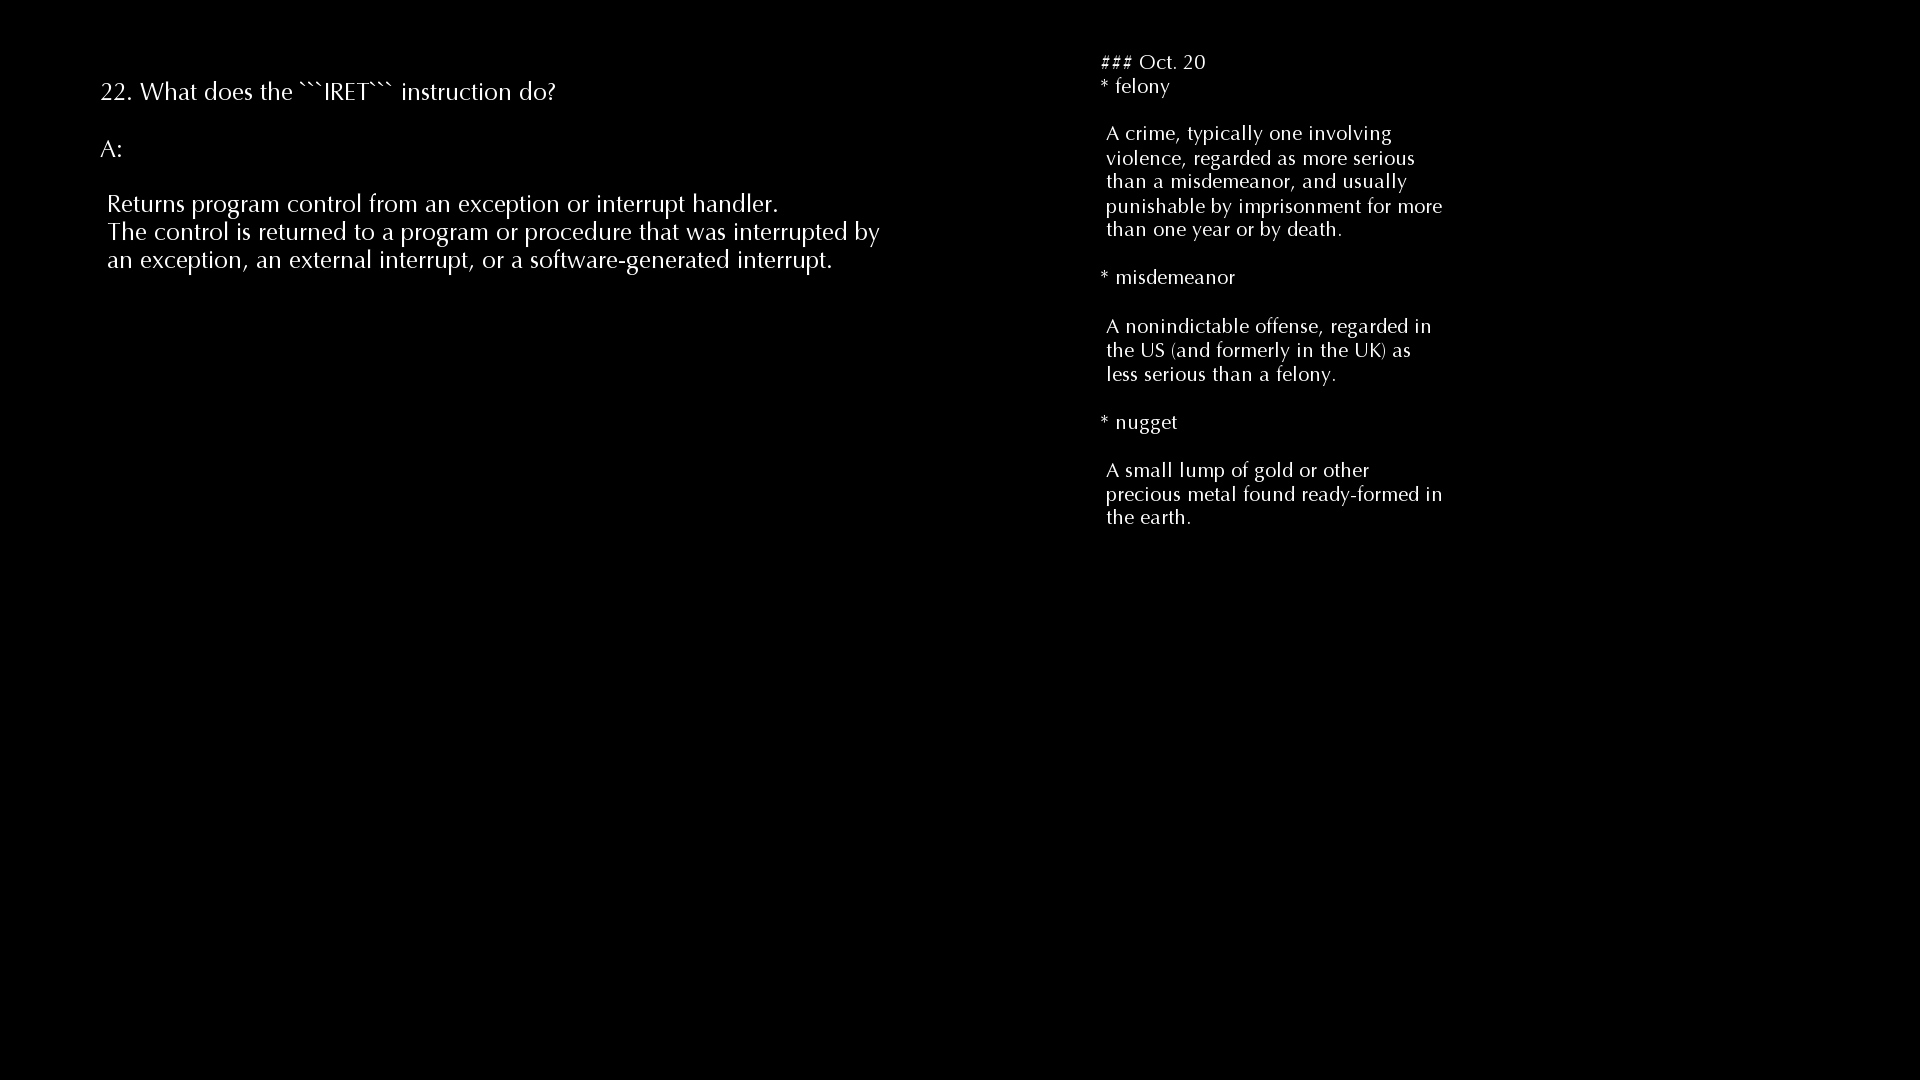 22. What does the ```IRET``` instruction do?
A:
Returns program control from an exception or interrupt handler.
The control is returned to a program or procedure that was interrupted by
an exception, an external interrupt, or a software-generated interrupt.
### Oct. 20
* felony
A crime, typically one involving
violence, regarded as more serious
than a misdemeanor, and usually
punishable by imprisonment for more
than one year or by death.
* misdemeanor
A nonindictable offense, regarded in
the US (and formerly in the UK) as
less serious than a felony.
* nugget
A small lump of gold or other
precious metal found ready-formed in
the earth.